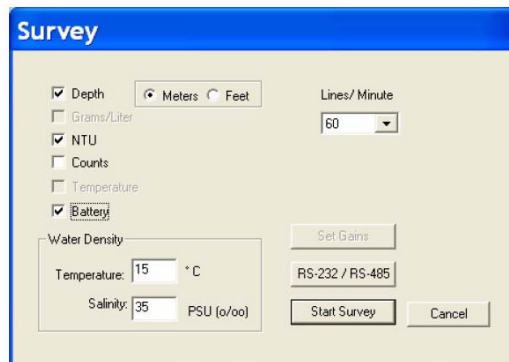 Survey
Depth
Meters
Feet
Lines/ Minute
Grams/Liter
60
NTU
Counts
Temperature
Battery
Water Density
Set Gains
Temperature: 15 ° C
RS-232 / RS-485
Salinity: 35 PSU (o/oo)
Start Survey
Cancel